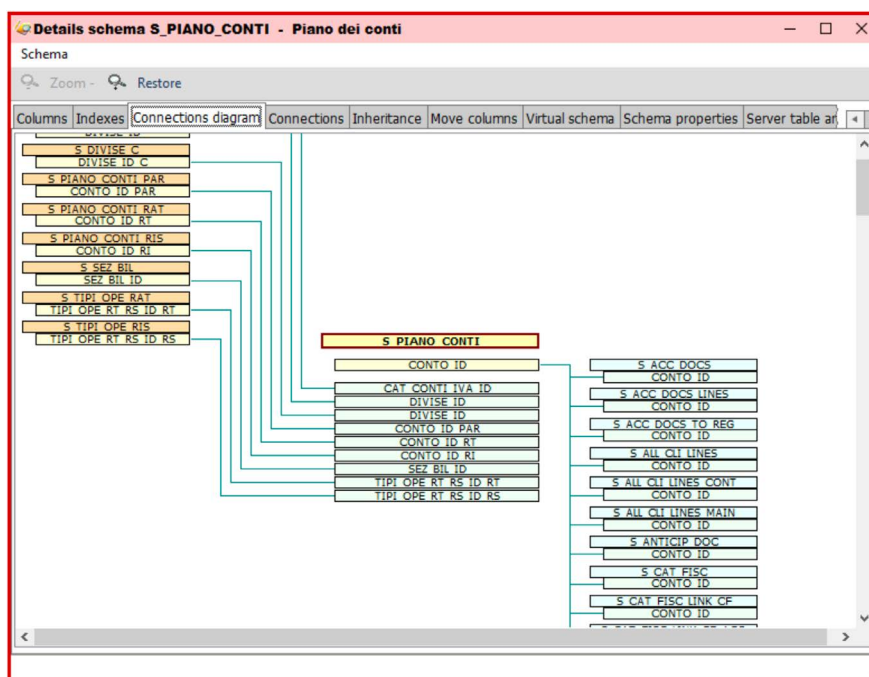 Details schema S_PIANO_CONTI - Piano dei conti
Schema
Zoom - Restore
Columns Indexes Connections diagram Connections Inheritance Move columns Virtual schema Schema properties Server table
DIVISE ID
S DIVISE C
DIVISE ID C
S PIANO CONTI PAR
CONTO ID PAR
S PIANO CONTI RAT
CONTO ID RT
S PIANO CONTI RIS
CONTO ID RI
S SEZ BIL
SEZ BIL ID
S TIPI OPE RAT
TIPI OPE RT RS ID RT
S TIPI OPE RIS
TIPI OPE RT RS ID RS
S PIANO CONTI
CONTO ID
CAT CONTI IVA ID
DIVISE ID
DIVISE ID
CONTO ID PAR
CONTO ID RT
CONTO ID RI
SEZ BIL ID
TIPI OPE RT RS ID RT
TIPI OPE RT RS ID RS
S ACC DOCS
CONTO ID
S ACC DOCS LINES
CONTO ID
S ACC DOCS TO REG
CONTO ID
S ALL CLI LINES
CONTO ID
S ALL CLI LINES CONT
CONTO ID
S ALL CLI LINES MAIN
CONTO ID
S ANTICIP DOC
CONTO ID
S CAT FISC
CONTO ID
S CAT FISC LINK CF
CONTO ID